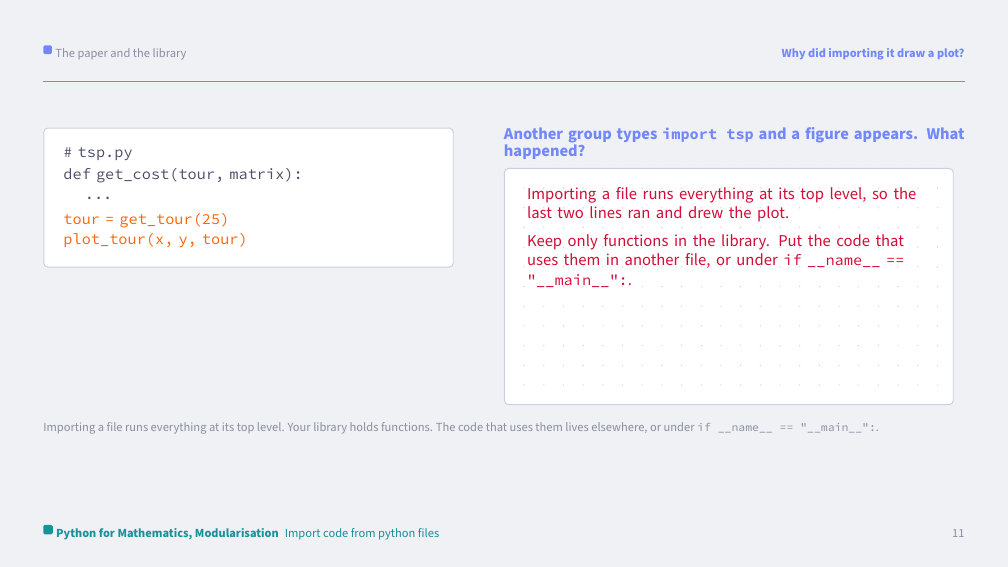 The paper and the library
Why did importing it draw a plot?
# tsp.py
def get_cost(tour, matrix):
...
tour = get_tour(25)
plot_tour(x, y, tour)
Another group types import tsp and a figure appears. What
happened?
Importing a file runs everything at its top level, so the
last two lines ran and drew the plot.
Keep only functions in the library. Put the code that
uses them in another file, or under if __name__ ==
"__main__":.
Importing a file runs everything at its top level. Your library holds functions. The code that uses them lives elsewhere, or under if __name__ == "__main__":.
Python for Mathematics, Modularisation Import code from python files
11